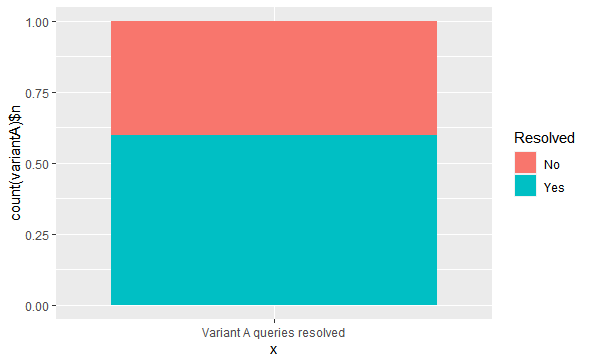 count(variantA)$n
1.00
0.75
0.50
0.25
0.00
Variant A queries resolved
x
Resolved
No
Yes